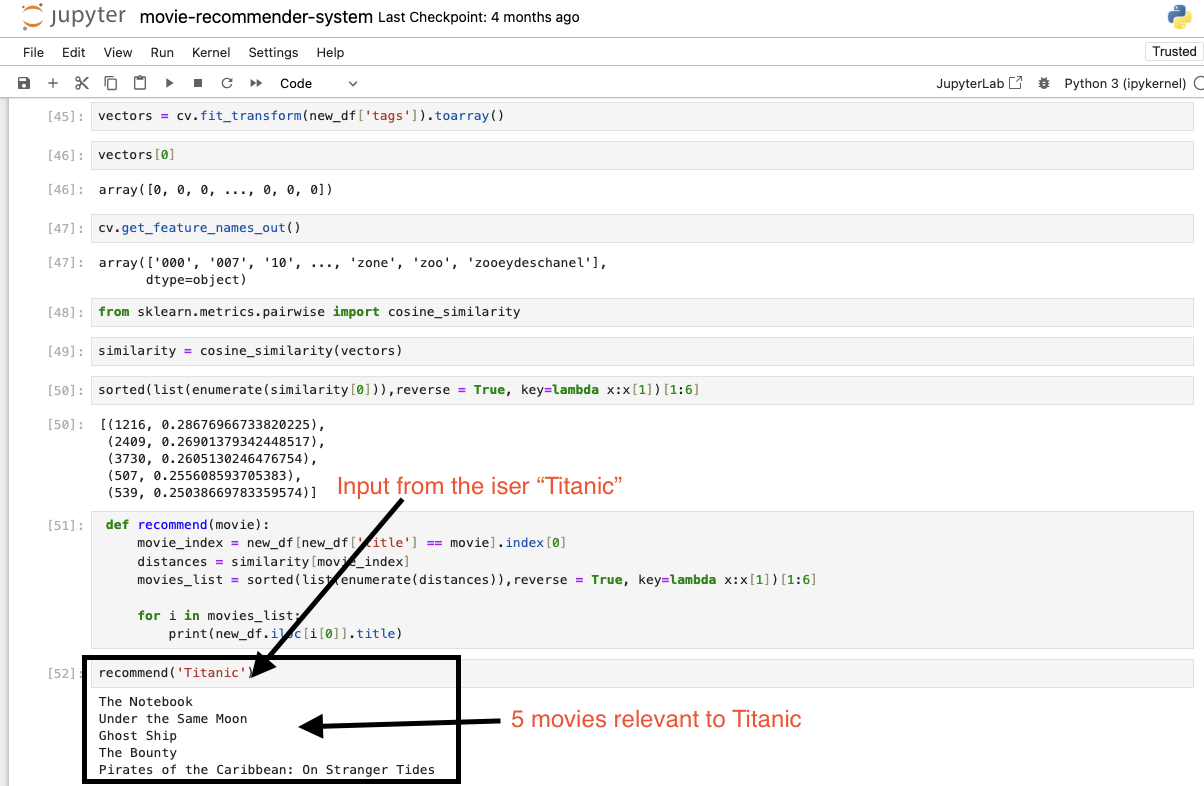 jupyter movie-recommender-system Last Checkpoint: 4 months ago
File Edit View Run Kernel Settings Help
Trusted
Code
JupyterLab Python 3 (ipykernel)
[45]: vectors = cv.fit_transform(new_df['tags']).toarray()
[46]: vectors[0]
[46]: array([0, 0, 0, ..., 0, 0, 0])
[47]: cv.get_feature_names_out()
[47]: array(['000', '007', '10', ..., 'zone', 'zoo', 'zooeydeschanel'],
dtype=object)
[48]: from sklearn.metrics.pairwise import cosine_similarity
[49]: similarity = cosine_similarity(vectors)
[50]: sorted(list(enumerate(similarity[0])),reverse = True, key=lambda x:x[1])[1:6]
[50]: [(1216, 0.28676966733820225),
(2409, 0.26901379342448517),
(3730, 0.2605130246476754),
(507, 0.255608593705383),
(539, 0.25038669783359574)]
Input from the iser “Titanic”
[51]: def recommend(movie):
movie_index = new_df[new_df['title'] == movie].index[0]
distances = similarity[movie_index]
movies_list = sorted(list(enumerate(distances)),reverse = True, key=lambda x:x[1])[1:6]
for i in movies_list:
print(new_df.iloc[i[0]].title)
[52]: recommend('Titanic')
The Notebook
Under the Same Moon
Ghost Ship
The Bounty
Pirates of the Caribbean: On Stranger Tides
5 movies relevant to Titanic